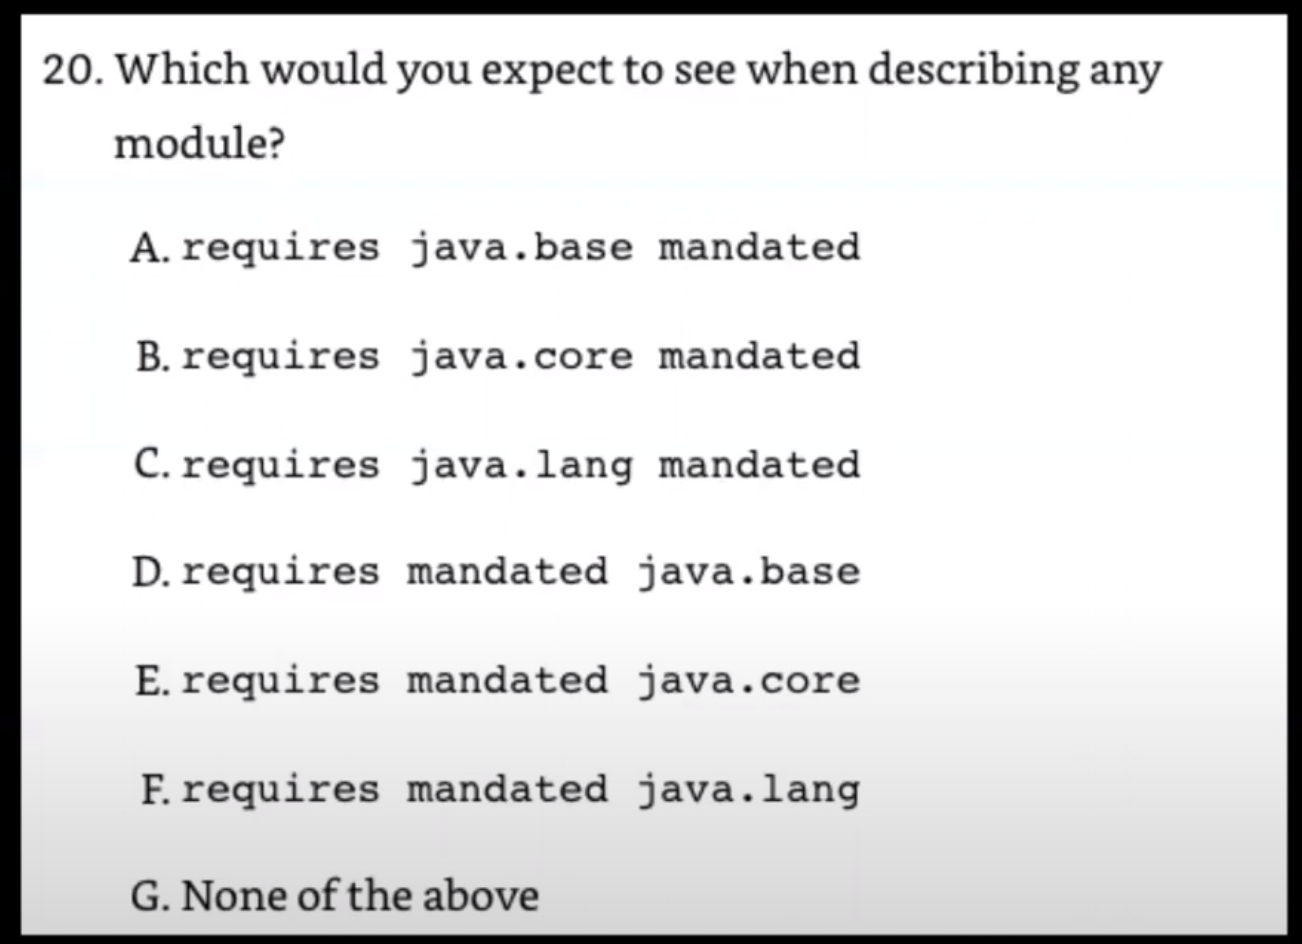 20. Which would you expect to see when describing any
module?
A. requires java.base mandated
B. requires java.core mandated
C. requires java.lang mandated
D. requires mandated java.base
E. requires mandated java.core
F. requires mandated java.lang
G. None of the above